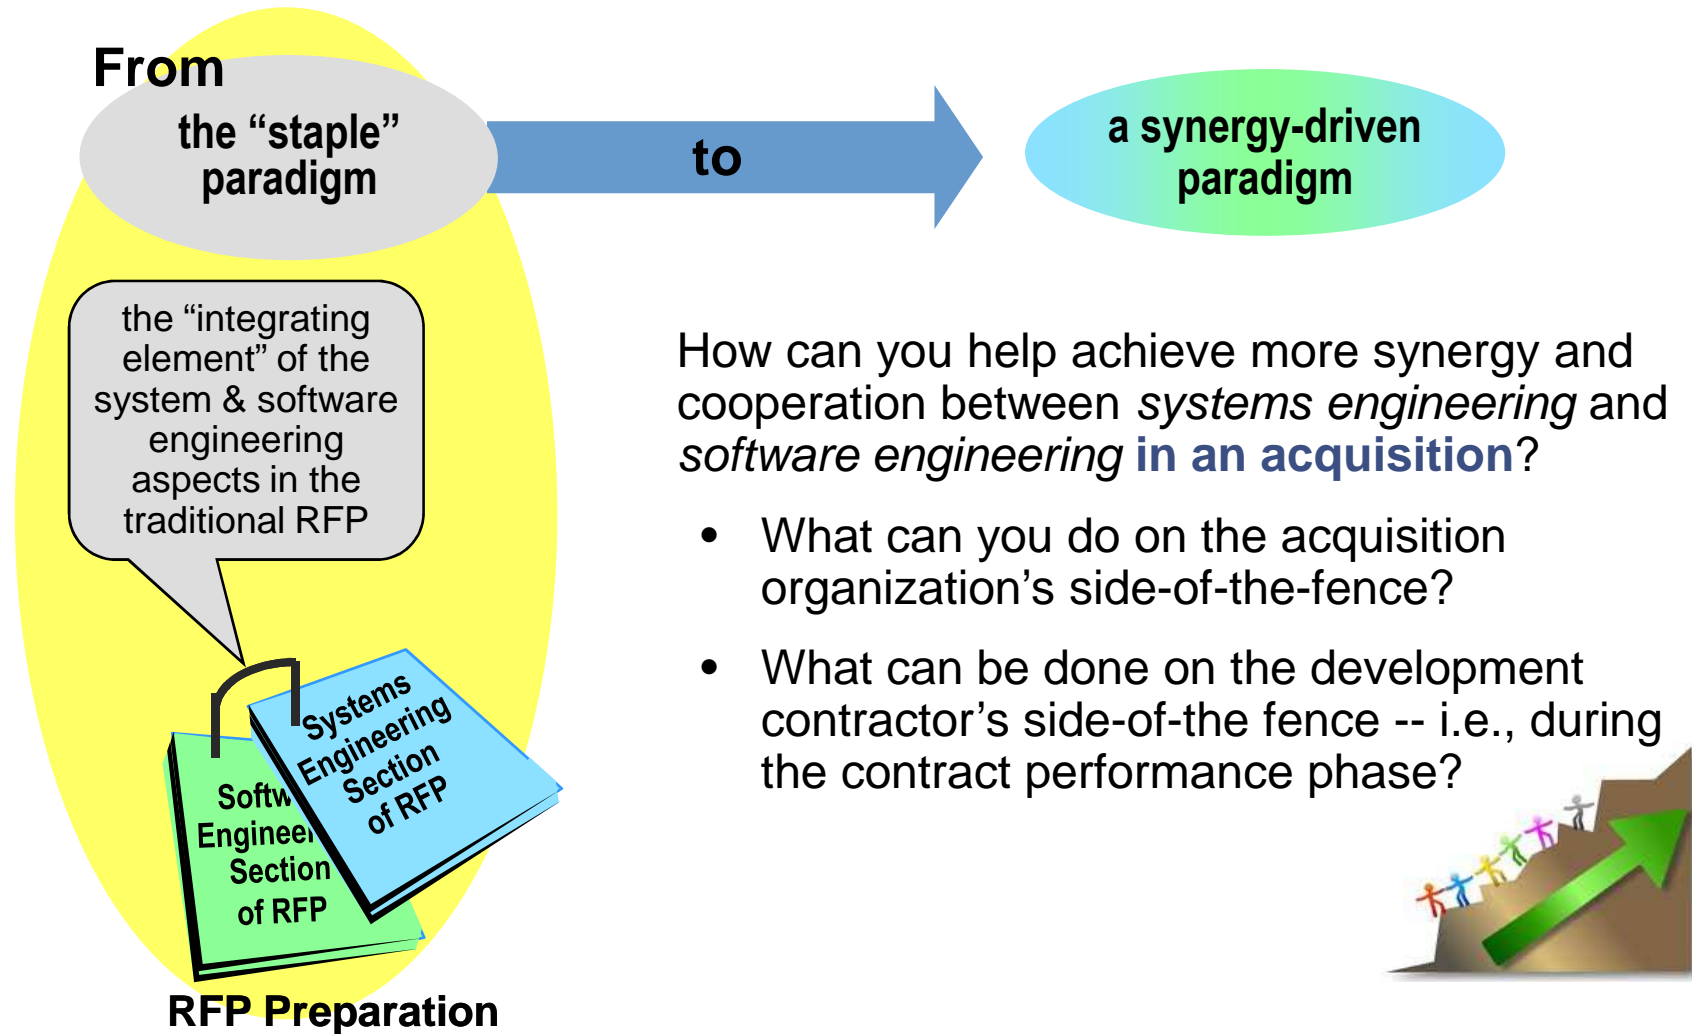 From
the “staple”
paradigm
to
a synergy-driven
paradigm
the “integrating
element” of the
system & software
engineering
aspects in the
traditional RFP
How can you help achieve more synergy and
cooperation between systems engineering and
software engineering in an acquisition?
• What can you do on the acquisition
organization’s side-of-the-fence?
• What can be done on the development
contractor’s side-of-the fence -- i.e., during
the contract performance phase?
Systems
Engineering
Section
of RFP
Softw
Engineer
Section
of RFP
RFP Preparation